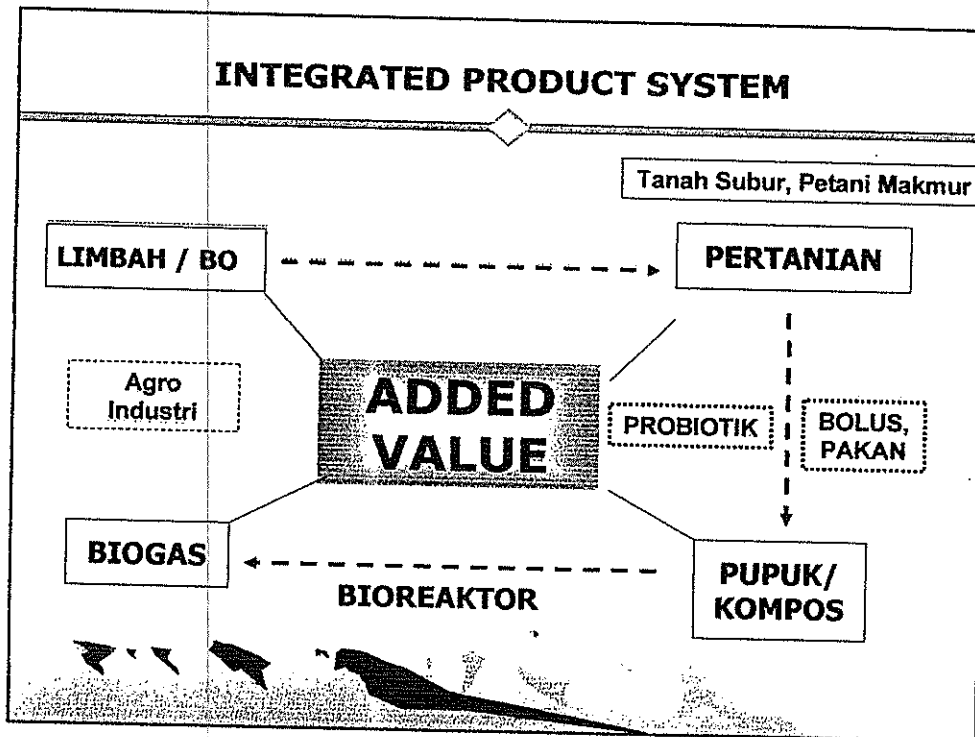 INTEGRATED PRODUCT SYSTEM
Tanah Subur, Petani Makmur
LIMBAH / BO
PERTANIAN
Agro
Industri
ADDED
VALUE
PROBIOTIK
BOLUS,
PAKAN
BIOGAS
BIOREAKTOR
PUPUK/
KOMPOS